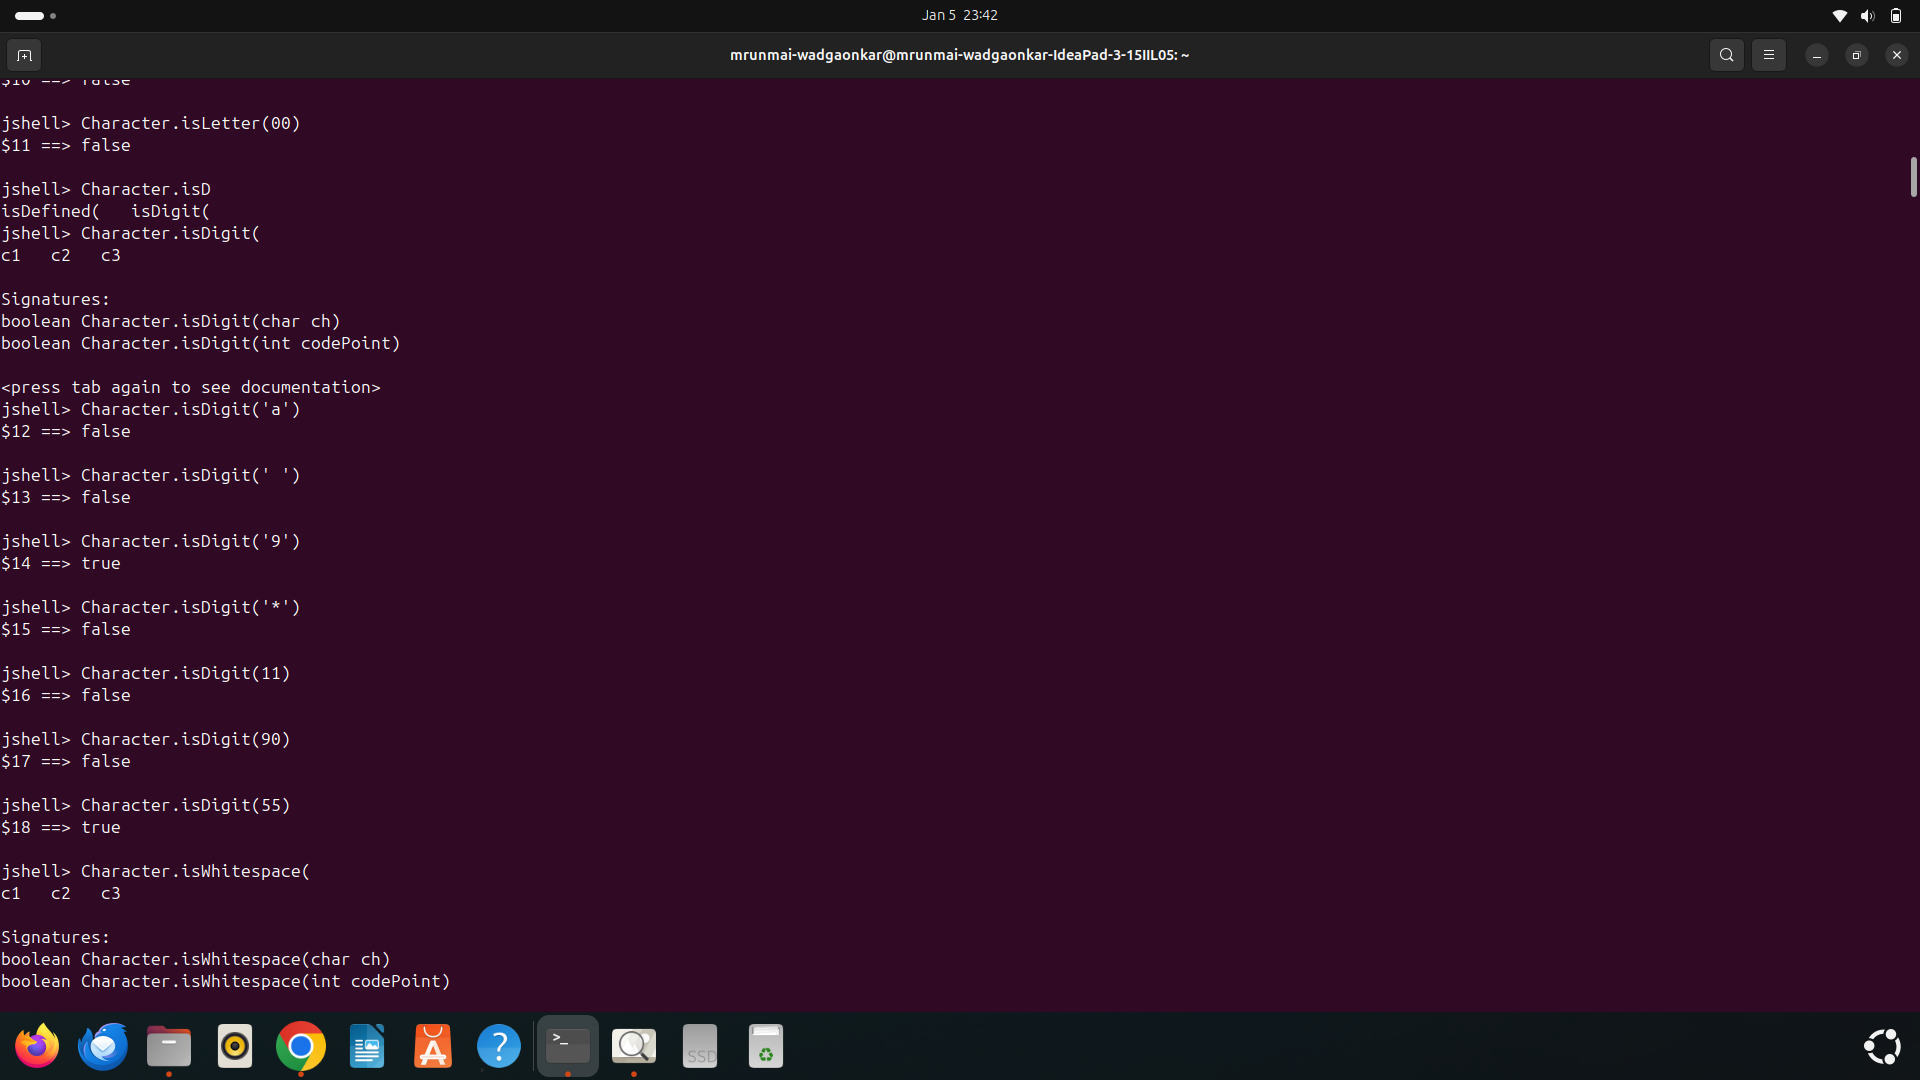 Jan 5 23:42
mrunmai-wadgaonkar@mrunmai-wadgaonkar-IdeaPad-3-15IIL05: ~
$10 ==> false
jshell> Character.isLetter(00)
$11 ==> false
jshell> Character.isD
isDefined(   isDigit(
jshell> Character.isDigit(
c1   c2   c3
Signatures:
boolean Character.isDigit(char ch)
boolean Character.isDigit(int codePoint)
<press tab again to see documentation>
jshell> Character.isDigit('a')
$12 ==> false
jshell> Character.isDigit(' ')
$13 ==> false
jshell> Character.isDigit('9')
$14 ==> true
jshell> Character.isDigit('*')
$15 ==> false
jshell> Character.isDigit(11)
$16 ==> false
jshell> Character.isDigit(90)
$17 ==> false
jshell> Character.isDigit(55)
$18 ==> true
jshell> Character.isWhitespace(
c1   c2   c3
Signatures:
boolean Character.isWhitespace(char ch)
boolean Character.isWhitespace(int codePoint)
>_
SSD